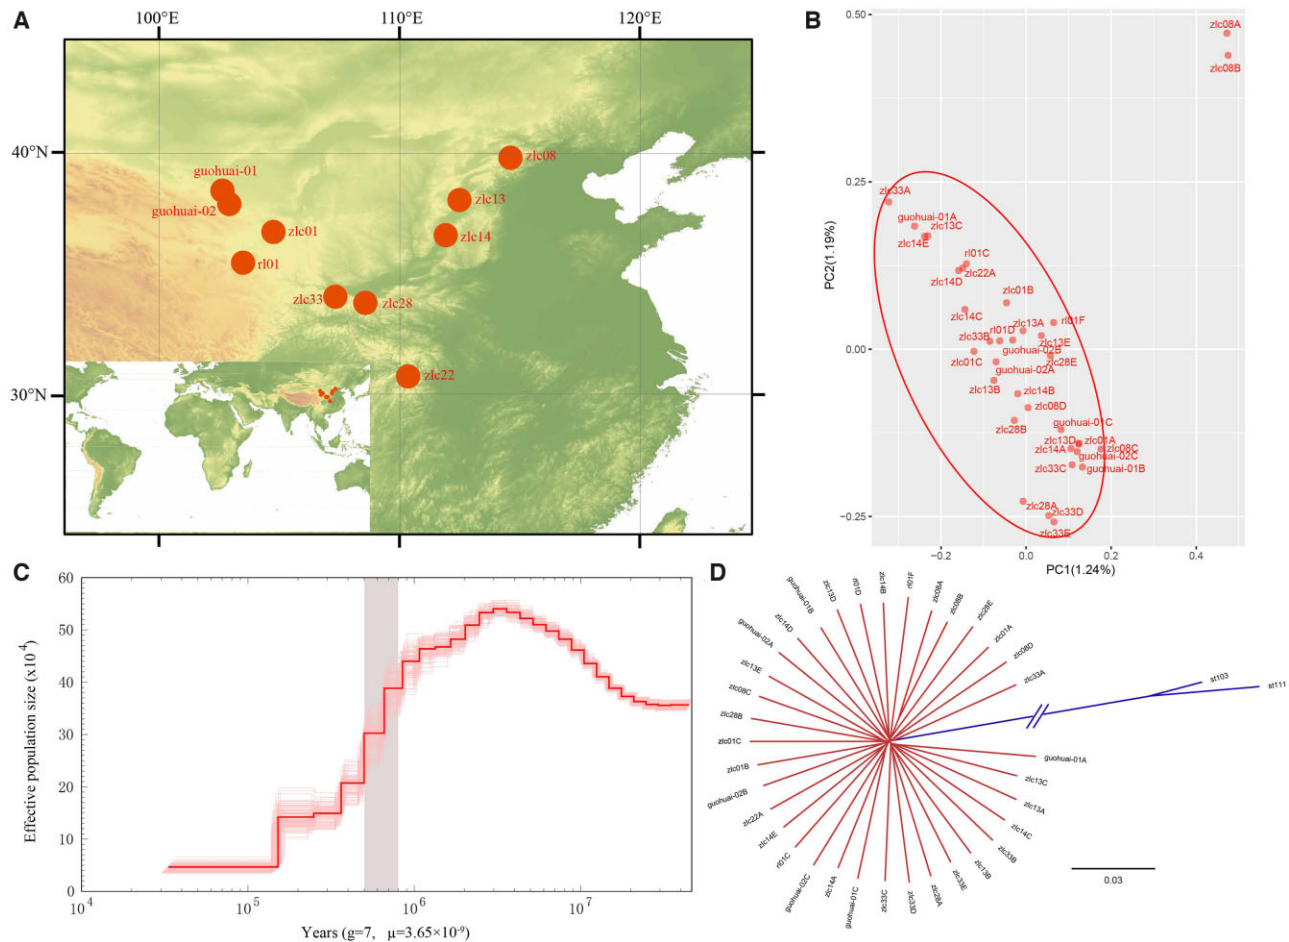 A
100°E
110°E
120°E
40°N
30°N
guohuai-01
guohuai-02
zlc01
rl01
zlc08
zlc13
zlc14
zlc33
zlc28
zlc22
B
PC2(1.19%)
0.50
0.25
0.00
−0.25
−0.2
0.0
0.2
0.4
PC1(1.24%)
zlc08A
zlc08B
zlc33A
guohuai-01A
zlc13C
zlc14E
rl01C
zlc22A
zlc14D
zlc01B
zlc14C
zlc13A
rl01F
zlc33B
rl01D
zlc13E
guohuai-02B
zlc01C
zlc28E
guohuai-02A
zlc13B
zlc14B
zlc08D
zlc28B
guohuai-01C
zlc13D
zlc01A
zlc14A
zlc08C
guohuai-02C
zlc33C
guohuai-01B
zlc28A
zlc33D
zlc33E
C
Effective population size (x10⁴)
60
50
40
30
20
10
0
10⁴
10⁵
10⁶
10⁷
Years (g=7, μ=3.65×10⁻⁹)
D
guohuai-01B
zlc13D
rl01D
zlc14B
rl01F
zlc08A
zlc08B
zlc28E
zlc01A
zlc08D
zlc33A
st103
st111
guohuai-01A
zlc13C
zlc13A
zlc14C
zlc33B
zlc13B
zlc33E
zlc28A
zlc33D
zlc33C
guohuai-01C
zlc14A
guohuai-02C
rl01C
zlc14E
zlc22A
guohuai-02B
zlc01B
zlc01C
zlc28B
zlc08C
zlc13E
guohuai-02A
zlc14D
0.03